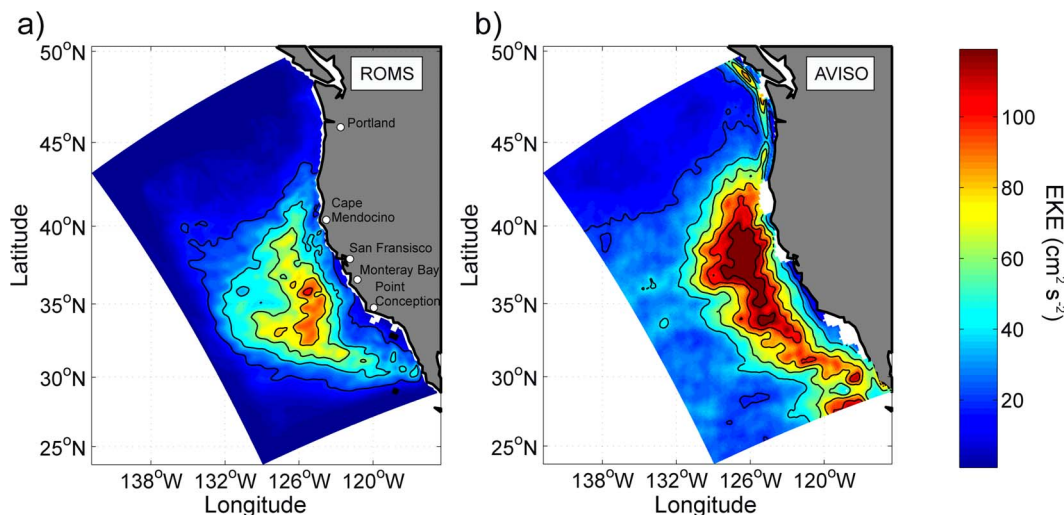 a)
50°N
45°N
40°N
35°N
30°N
25°N
Latitude
138°W
132°W
126°W
120°W
Longitude
ROMS
Portland
Cape
Mendocino
San Fransisco
Monteray Bay
Point
Conception
b)
50°N
45°N
40°N
35°N
30°N
25°N
Latitude
138°W
132°W
126°W
120°W
Longitude
AVISO
100
80
60
40
20
EKE (cm² s⁻²)